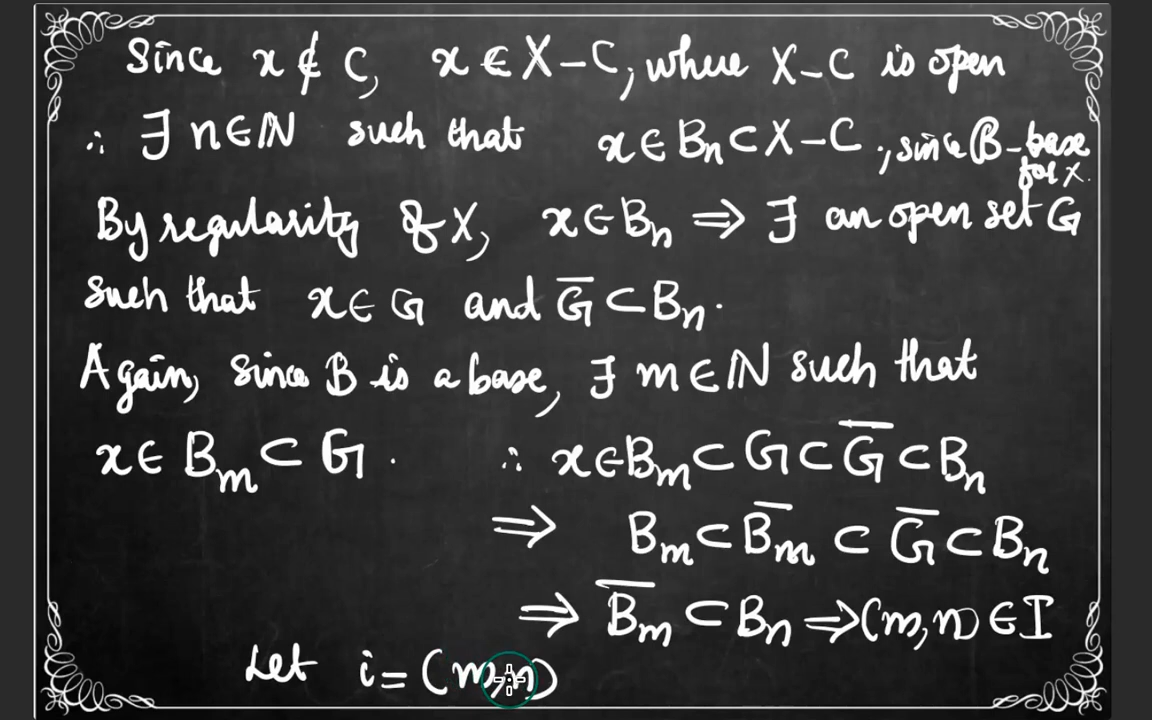 Since x ∉ C, x ∈ X-C, where X-C is open
∴ ∃ n∈ℕ such that x∈Bn⊂X-C, since B-base for X.
By regularity of X, x∈Bn ⇒ ∃ an open set G
such that x∈G and G̅⊂Bn.
Again, since B is a base, ∃ m∈ℕ such that
x∈Bm⊂G. ∴ x∈Bm⊂G⊂G̅⊂Bn
⇒ Bm⊂B̅m⊂G̅⊂Bn
⇒ B̅m⊂Bn⇒(m,n)∈I
Let i=(m,n)